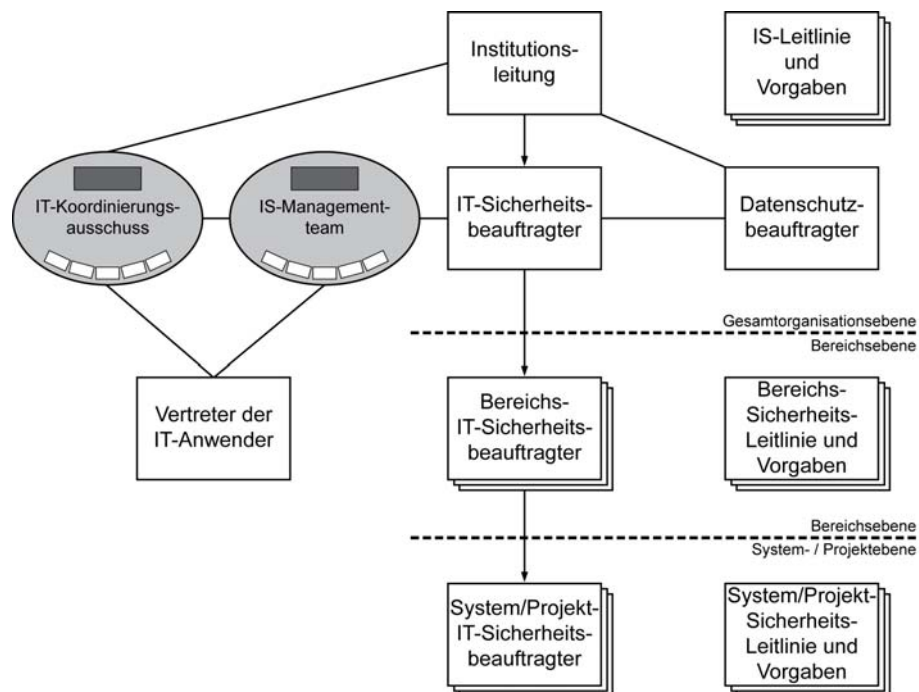 Institutions-
leitung
IS-Leitlinie
und
Vorgaben
IT-Koordinierungs-
ausschuss
IS-Management-
team
IT-Sicherheits-
beauftragter
Datenschutz-
beauftragter
Gesamtorganisationsebene
Bereichsebene
Vertreter der
IT-Anwender
Bereichs-
IT-Sicherheits-
beauftragter
Bereichs-
Sicherheits-
Leitlinie und
Vorgaben
Bereichsebene
System- / Projektebene
System/Projekt-
IT-Sicherheits-
beauftragter
System/Projekt-
Sicherheits-
Leitlinie und
Vorgaben